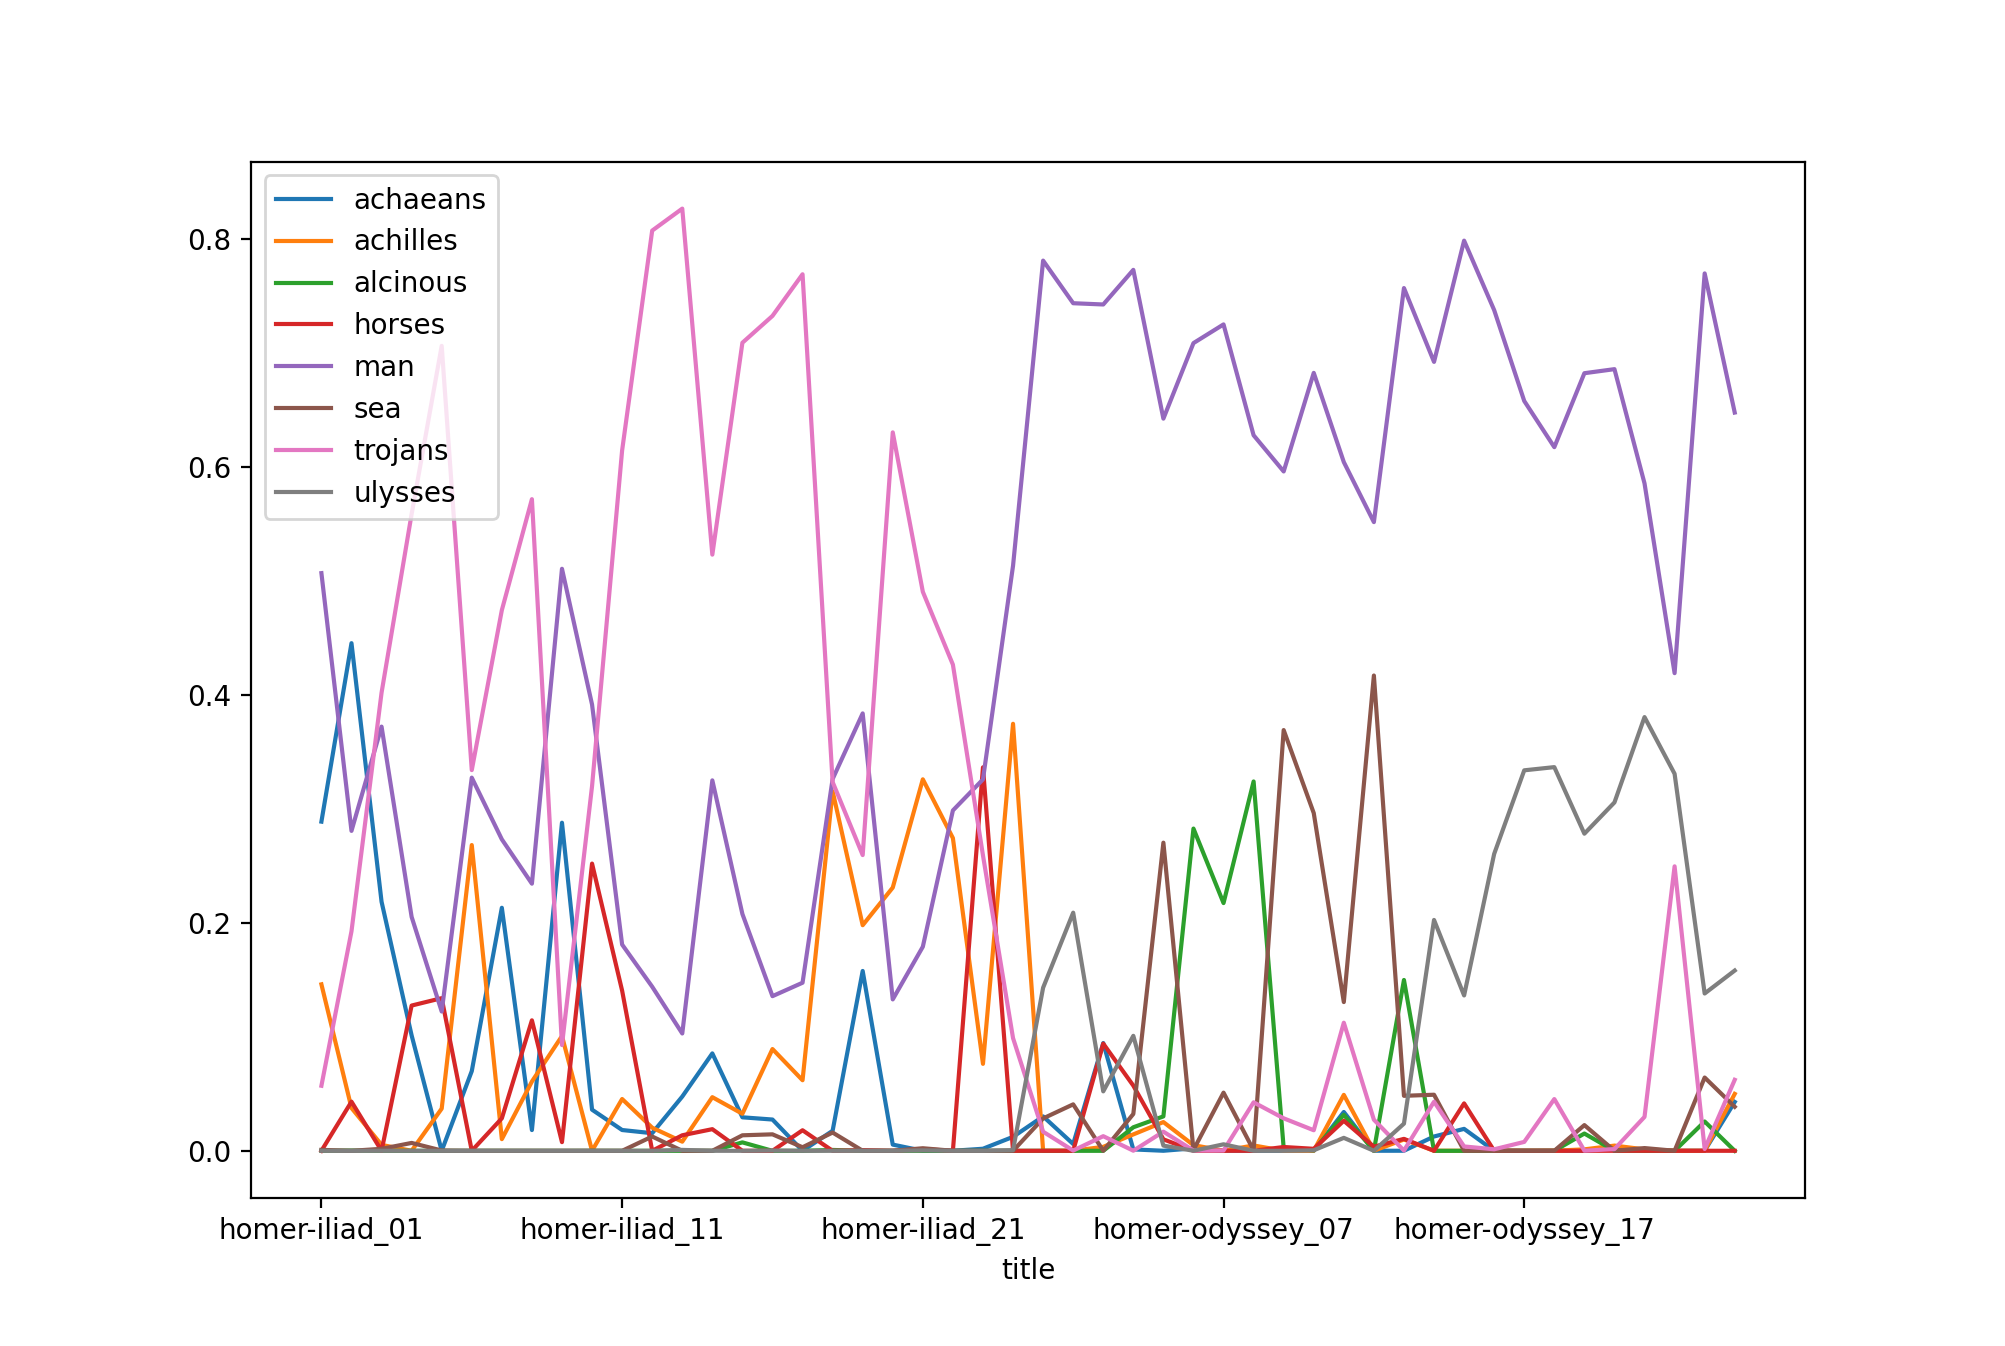 achaeans
achilles
alcinous
horses
man
sea
trojans
ulysses
0.8
0.6
0.4
0.2
0.0
homer-iliad_01 homer-iliad_11 homer-iliad_21 homer-odyssey_07 homer-odyssey_17
title